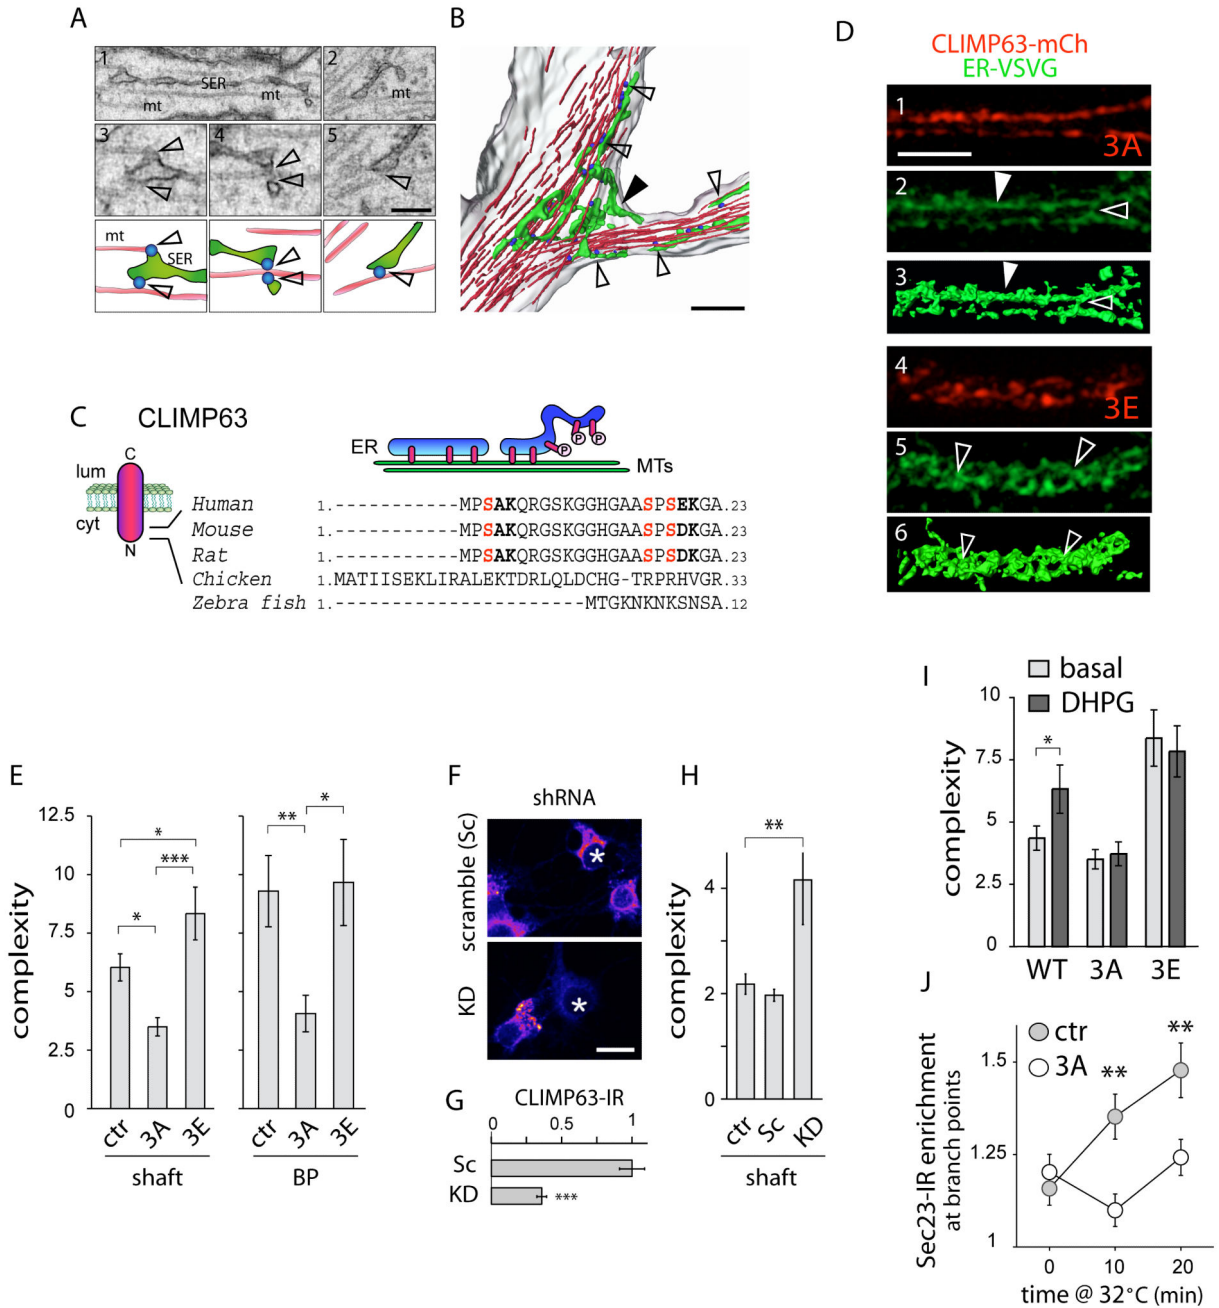 A
1
SER
mt
mt
2
mt
3
4
5
mt
SER
B
C
CLIMP63
C
lum
cyt
N
ER
P
P
P
MTs
Human 1.------------MPSAKQRGSKGGHGAASPSEKGA.23
Mouse 1.------------MPSAKQRGSKGGHGAASPSDKGA.23
Rat 1.------------MPSAKQRGSKGGHGAASPSDKGA.23
Chicken 1.MATIISEKLIRALEKTDRLQLDCHG-TRPRHVGR.33
Zebra fish 1.------------------------MTGKNKNKSNSA.12
D
CLIMP63-mCh
ER-VSVG
1
3A
2
3
4
3E
5
6
E
complexity
12.5
10
7.5
5
2.5
0
*
***
*
**
*
ctr 3A 3E ctr 3A 3E
shaft BP
F
shRNA
scramble (Sc)
*
KD
*
G
CLIMP63-IR
0 0.5 1
Sc
KD ***
H
complexity
4
2
0
**
ctr Sc KD
shaft
I
basal
DHPG
complexity
10
7.5
5
2.5
0
*
WT 3A 3E
J
ctr
3A
Sec23-IR enrichment
at branch points
1.5
1.25
1
**
**
0 10 20
time @ 32°C (min)